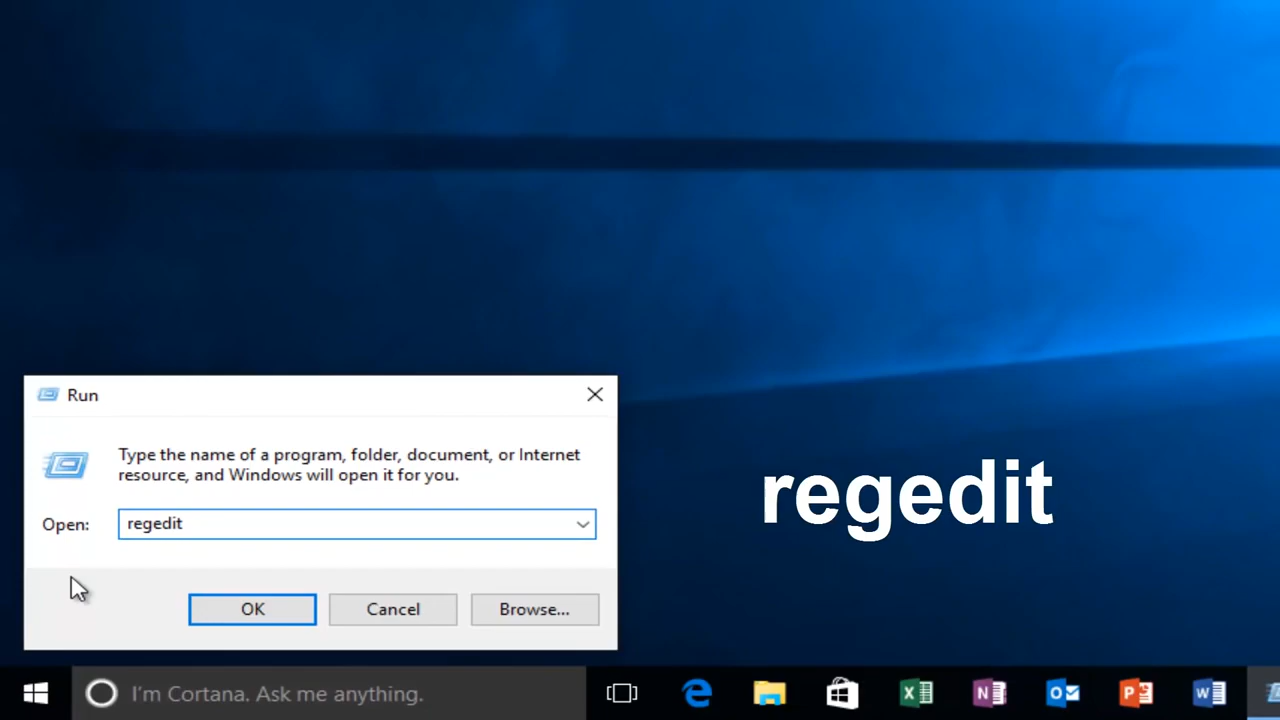 Run
Type the name of a program, folder, document, or Internet
resource, and Windows will open it for you.
Open: regedit
OK Cancel Browse...
regedit
I'm Cortana. Ask me anything.